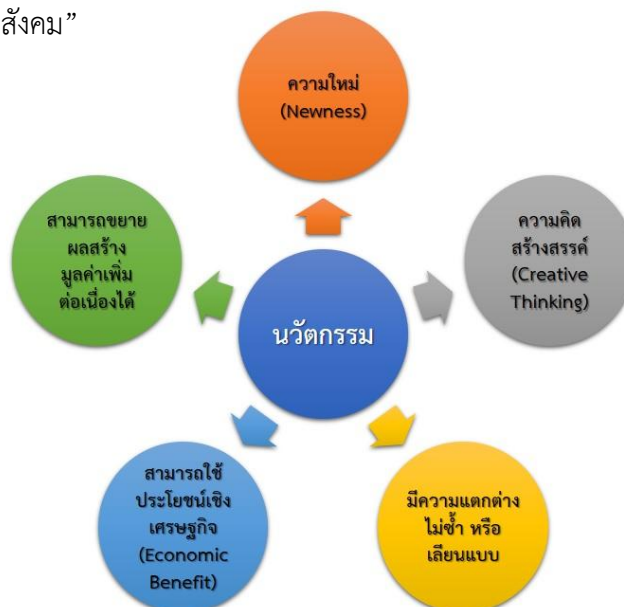 สังคม”
ความใหม่
(Newness)
สามารถขยาย
ผลสร้าง
มูลค่าเพิ่ม
ต่อเนื่องได้
ความคิด
สร้างสรรค์
(Creative
Thinking)
นวัตกรรม
สามารถใช้
ประโยชน์เชิง
เศรษฐกิจ
(Economic
Benefit)
มีความแตกต่าง
ไม่ซ้ำ หรือ
เลียนแบบ